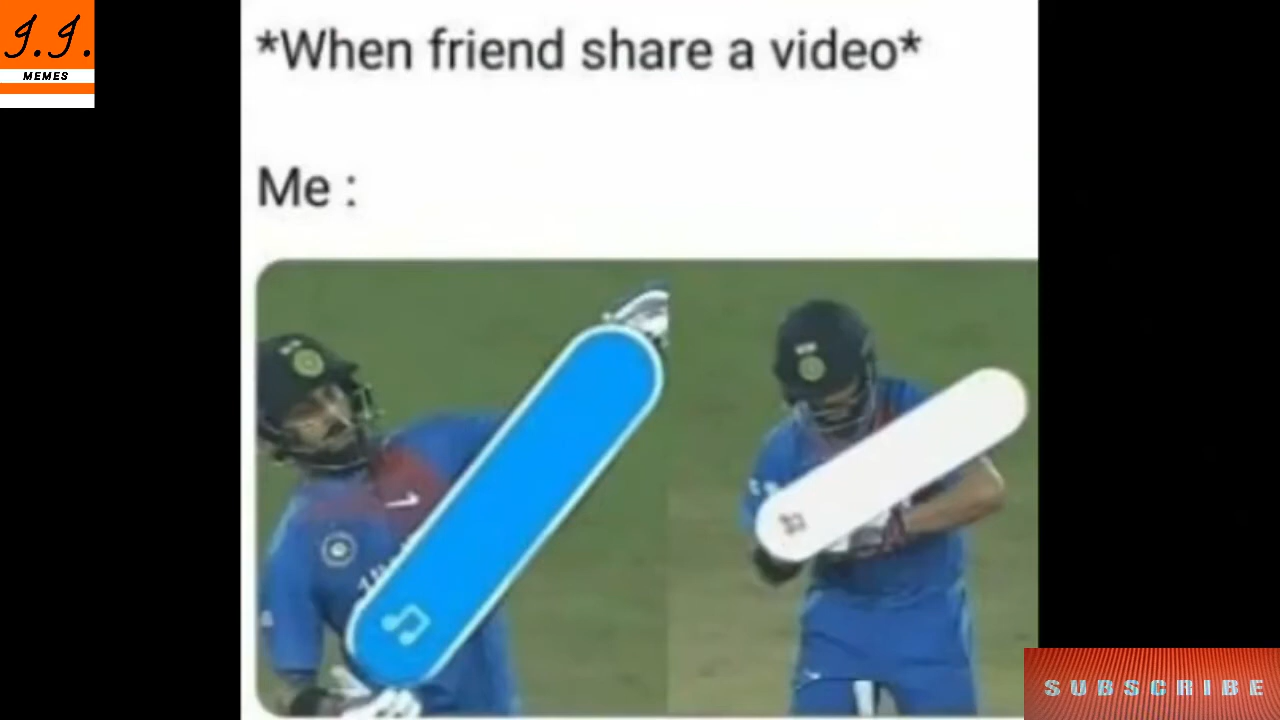 J.J.
MEMES
*When friend share a video*
Me :
SUBSCRIBE